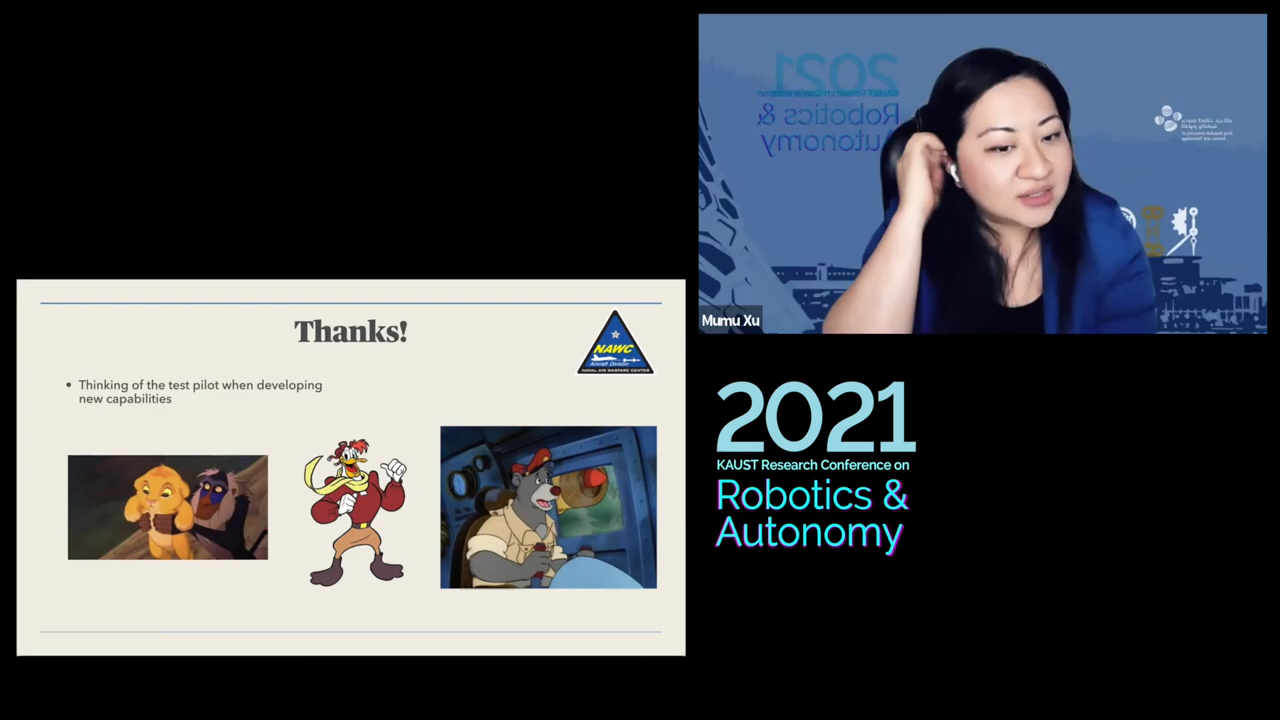 Thanks!
NAWC
Aircraft Division
NAVAL AIR WARFARE CENTER
• Thinking of the test pilot when developing
new capabilities
2021
KAUST Research Conference on
Robotics &
Autonomy
Mumu Xu
2021
KAUST Research Conference on
Robotics &
Autonomy